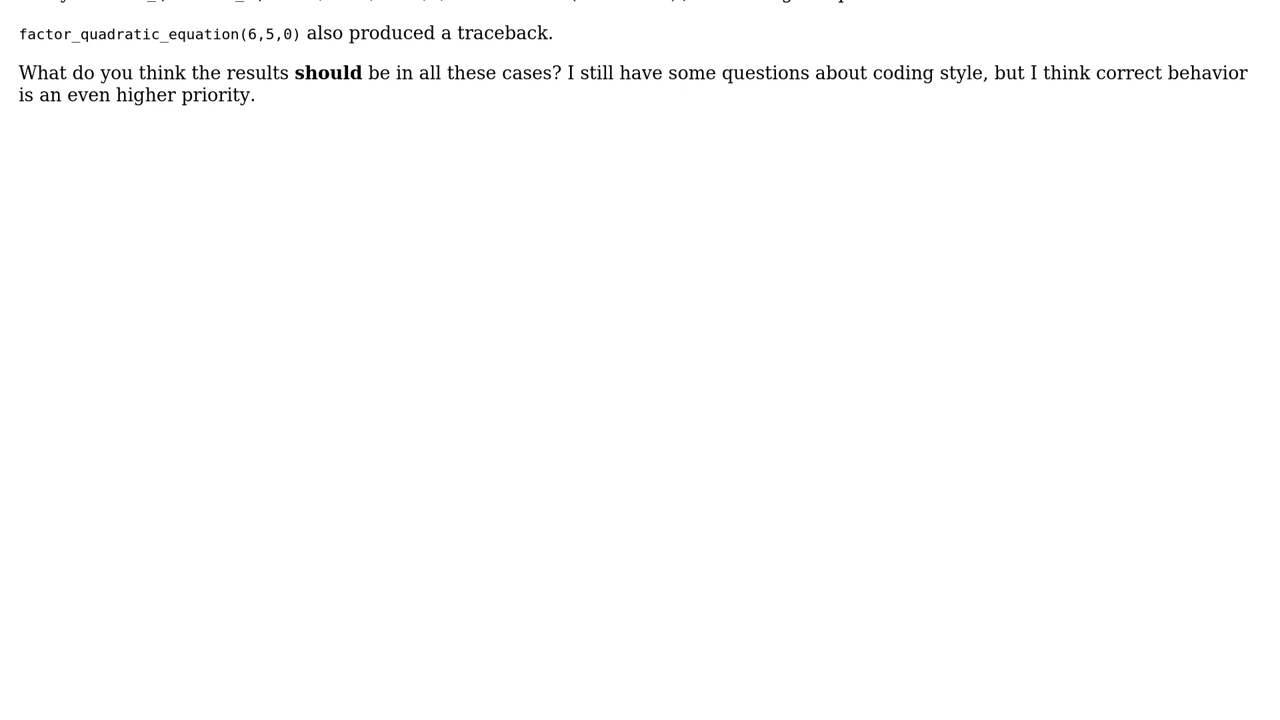 factor_quadratic_equation(6,5,0) also produced a traceback.
What do you think the results should be in all these cases? I still have some questions about coding style, but I think correct behavior
is an even higher priority.